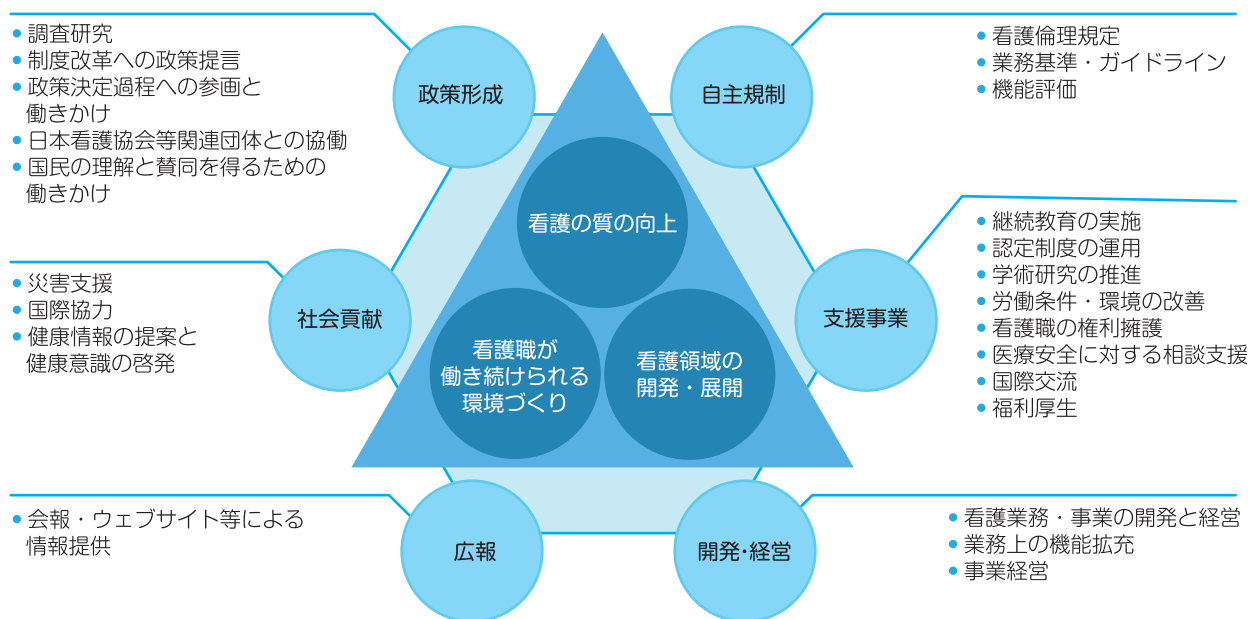 ・調査研究
・制度改革への政策提言
・政策決定過程への参画と
働きかけ
・日本看護協会等関連団体との協働
・国民の理解と賛同を得るための
働きかけ
政策形成
自主規制
・看護倫理規定
・業務基準・ガイドライン
・機能評価
看護の質の向上
・災害支援
・国際協力
・健康情報の提案と
健康意識の啓発
社会貢献
看護職が
働き続けられる
環境づくり
看護領域の
開発・展開
支援事業
・継続教育の実施
・認定制度の運用
・学術研究の推進
・労働条件・環境の改善
・看護職の権利擁護
・医療安全に対する相談支援
・国際交流
・福利厚生
・会報・ウェブサイト等による
情報提供
広報
開発・経営
・看護業務・事業の開発と経営
・業務上の機能拡充
・事業経営